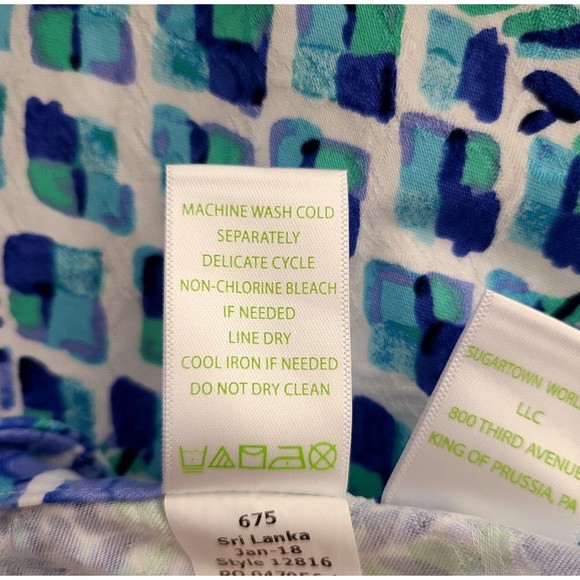 MACHINE WASH COLD
SEPARATELY
DELICATE CYCLE
NON-CHLORINE BLEACH
IF NEEDED
LINE DRY
COOL IRON IF NEEDED
DO NOT DRY CLEAN
675
Sri Lanka
Jan-18
Style 12816
SUGARTOWN
LLC
800 THIRD AVENUE
KING OF PRUSSIA, PA